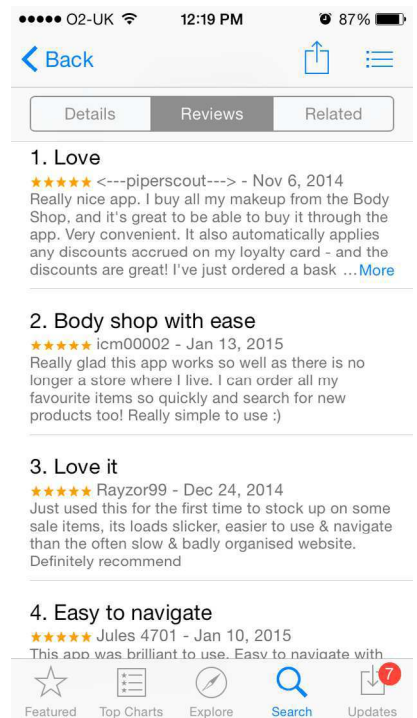 O2-UK 12:19 PM 87%
Back
Details Reviews Related
1. Love
<---piperscout---> - Nov 6, 2014
Really nice app. I buy all my makeup from the Body
Shop, and it's great to be able to buy it through the
app. Very convenient. It also automatically applies
any discounts accrued on my loyalty card - and the
discounts are great! I've just ordered a bask ...More
2. Body shop with ease
icm00002 - Jan 13, 2015
Really glad this app works so well as there is no
longer a store where I live. I can order all my
favourite items so quickly and search for new
products too! Really simple to use :)
3. Love it
Rayzor99 - Dec 24, 2014
Just used this for the first time to stock up on some
sale items, its loads slicker, easier to use & navigate
than the often slow & badly organised website.
Definitely recommend
4. Easy to navigate
Jules 4701 - Jan 10, 2015
This app was brilliant to use. Easy to navigate with
7
Featured Top Charts Explore Search Updates